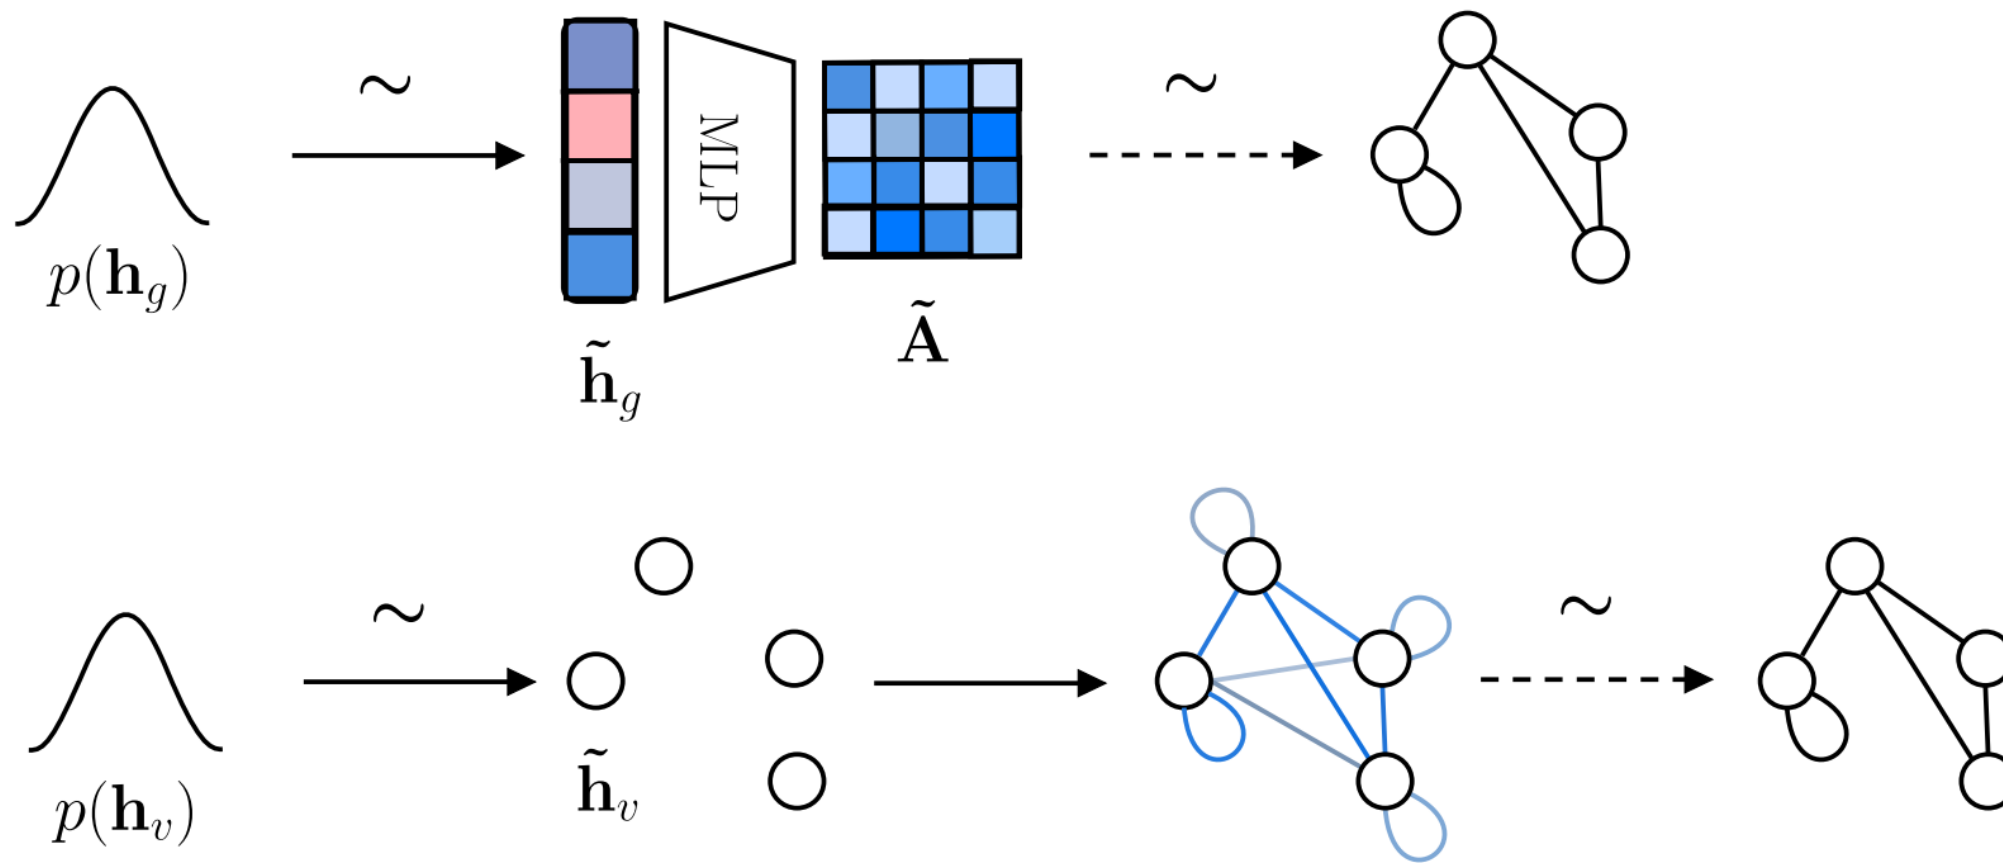 ∼ ∼
MLP
p(𝐡_g)
𝐡̃_g
𝐀̃
∼ ∼
p(𝐡_v)
𝐡̃_v